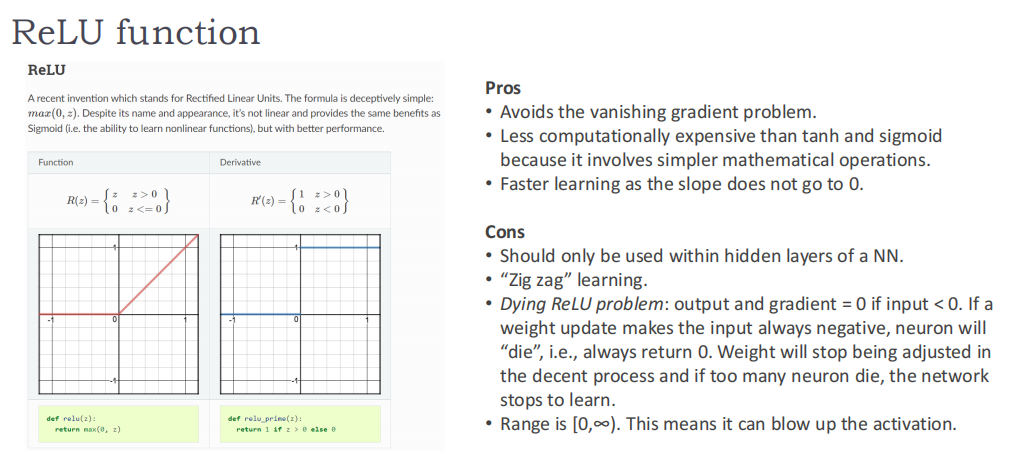 ReLU function
ReLU
A recent invention which stands for Rectified Linear Units. The formula is deceptively simple:
max(0, z). Despite its name and appearance, it's not linear and provides the same benefits as
Sigmoid (i.e. the ability to learn nonlinear functions), but with better performance.
Function Derivative
R(z) = { z z > 0 }
{ 0 z <= 0 }
R′(z) = { 1 z > 0 }
{ 0 z < 0 }
1
-1 0 1
-1
1
-1 0 1
-1
def relu(z):
return max(0, z)
def relu_prime(z):
return 1 if z > 0 else 0
Pros
• Avoids the vanishing gradient problem.
• Less computationally expensive than tanh and sigmoid
because it involves simpler mathematical operations.
• Faster learning as the slope does not go to 0.
Cons
• Should only be used within hidden layers of a NN.
• “Zig zag” learning.
• Dying ReLU problem: output and gradient = 0 if input < 0. If a
weight update makes the input always negative, neuron will
“die”, i.e., always return 0. Weight will stop being adjusted in
the decent process and if too many neuron die, the network
stops to learn.
• Range is [0,∞). This means it can blow up the activation.